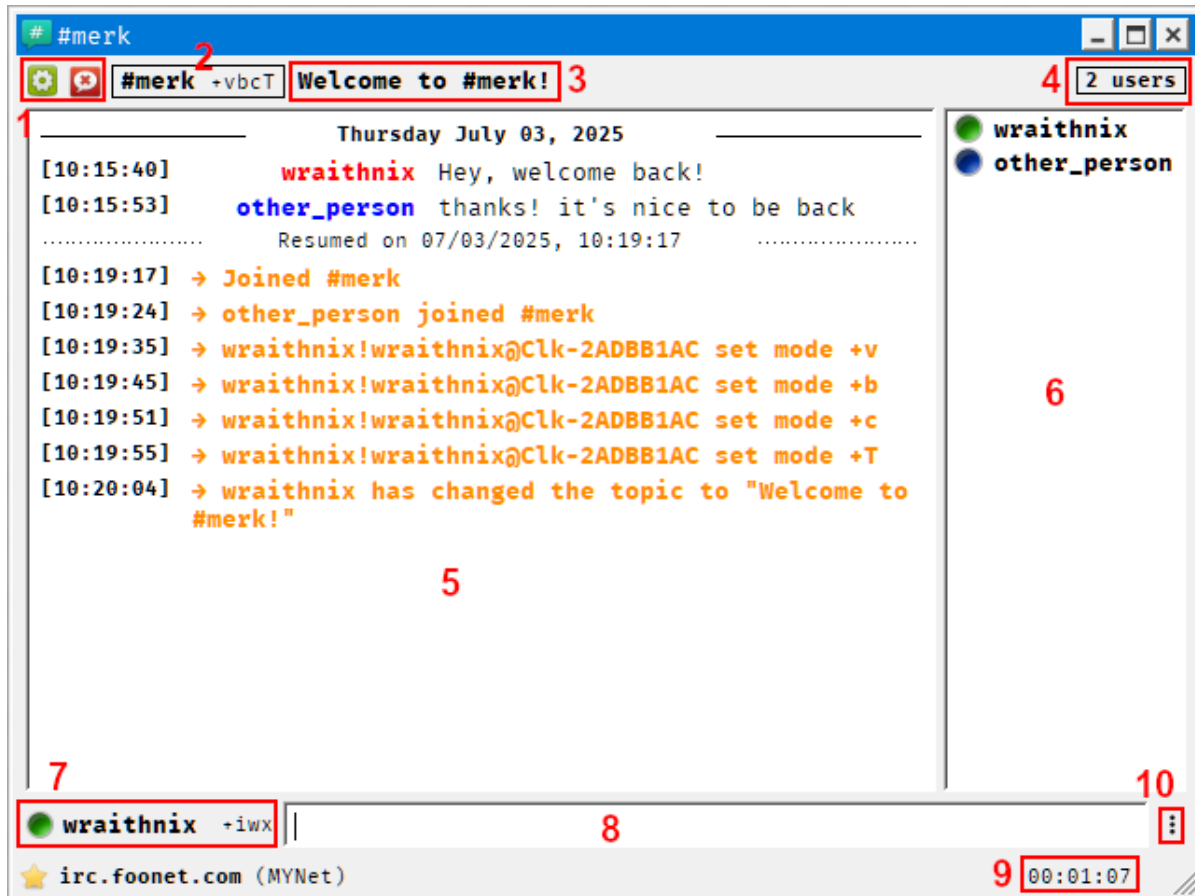 #merk
2
#merk +vbcT Welcome to #merk! 3 4 2 users
1
Thursday July 03, 2025
[10:15:40] wraithnix Hey, welcome back!
[10:15:53] other_person thanks! it's nice to be back
Resumed on 07/03/2025, 10:19:17
[10:19:17] → Joined #merk
[10:19:24] → other_person joined #merk
[10:19:35] → wraithnix!wraithnix@Clk-2ADBB1AC set mode +v
[10:19:45] → wraithnix!wraithnix@Clk-2ADBB1AC set mode +b
[10:19:51] → wraithnix!wraithnix@Clk-2ADBB1AC set mode +c
[10:19:55] → wraithnix!wraithnix@Clk-2ADBB1AC set mode +T
[10:20:04] → wraithnix has changed the topic to "Welcome to
#merk!"
5
wraithnix
other_person
6
7
10
wraithnix +iwx
8
irc.foonet.com (MYNet)
9 00:01:07